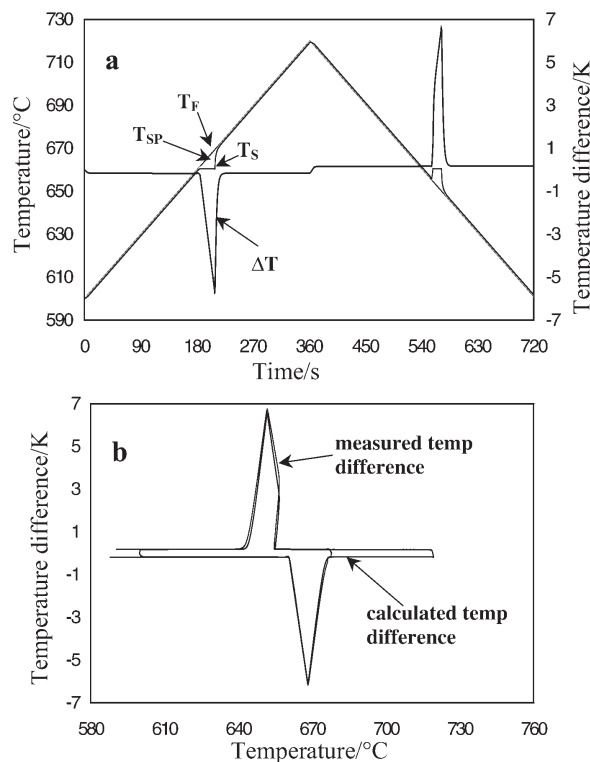 730
7
a
710
5
Temperature/°C
690
3
Temperature difference/K
T_F
T_SP
670
1
T_S
650
-1
630
-3
ΔT
610
-5
590
-7
0 90 180 270 360 450 540 630 720
Time/s
7
b
measured temp
difference
5
Temperature difference/K
3
1
-1
calculated temp
difference
-3
-5
-7
580 610 640 670 700 730 760
Temperature/°C